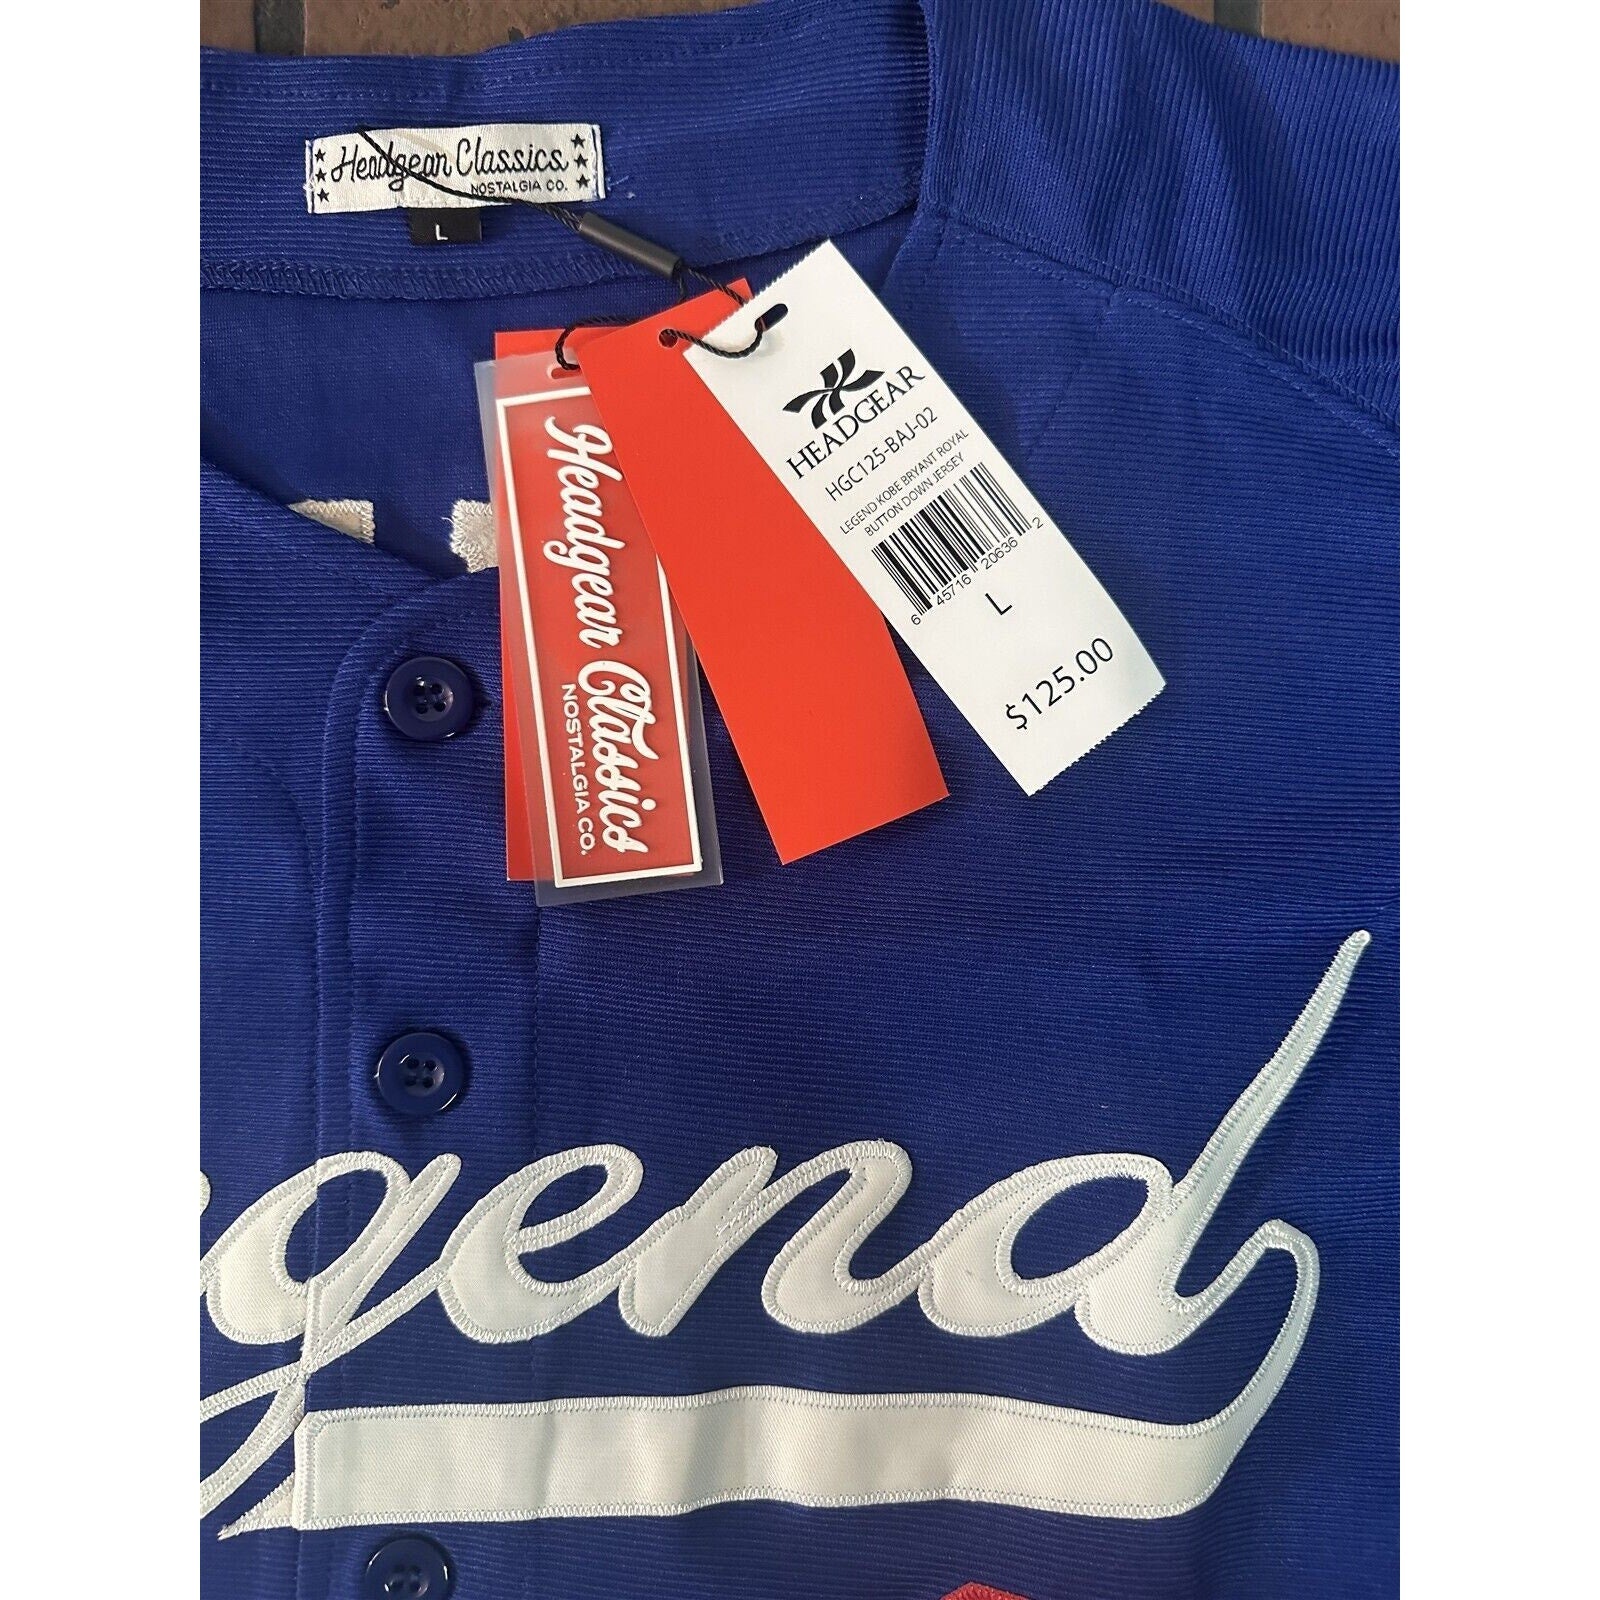 Headgear Classics
NOSTALGIA CO.
L
Headgear Classics
NOSTALGIA CO.
HEADGEAR
HGC125-BAJ-02
LEGEND KOBE BRYANT ROYAL
BUTTON DOWN JERSEY
6 45716 20636 2
L
$125.00
egend